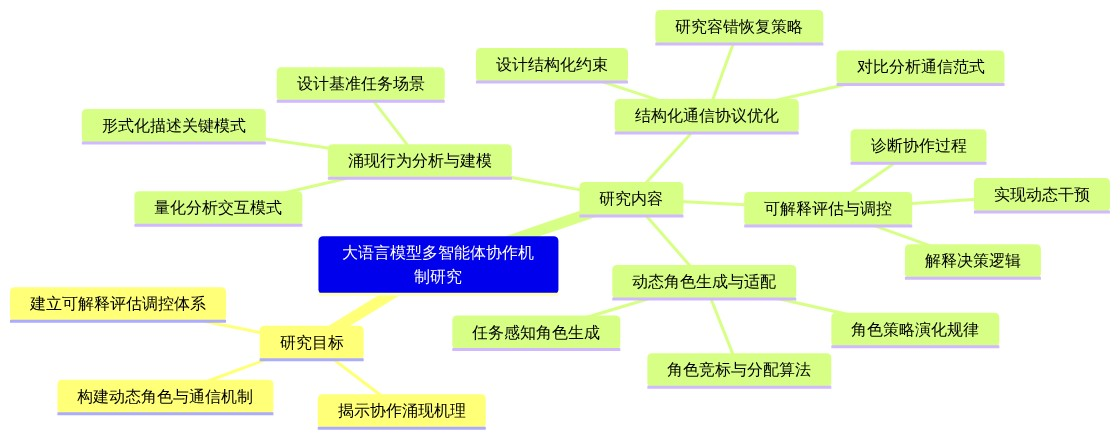 研究容错恢复策略
设计结构化约束
对比分析通信范式
设计基准任务场景
结构化通信协议优化
形式化描述关键模式
诊断协作过程
涌现行为分析与建模
实现动态干预
研究内容
量化分析交互模式
可解释评估与调控
大语言模型多智能体协作机
制研究
解释决策逻辑
动态角色生成与适配
建立可解释评估调控体系
任务感知角色生成
角色策略演化规律
研究目标
角色竞标与分配算法
构建动态角色与通信机制
揭示协作涌现机理